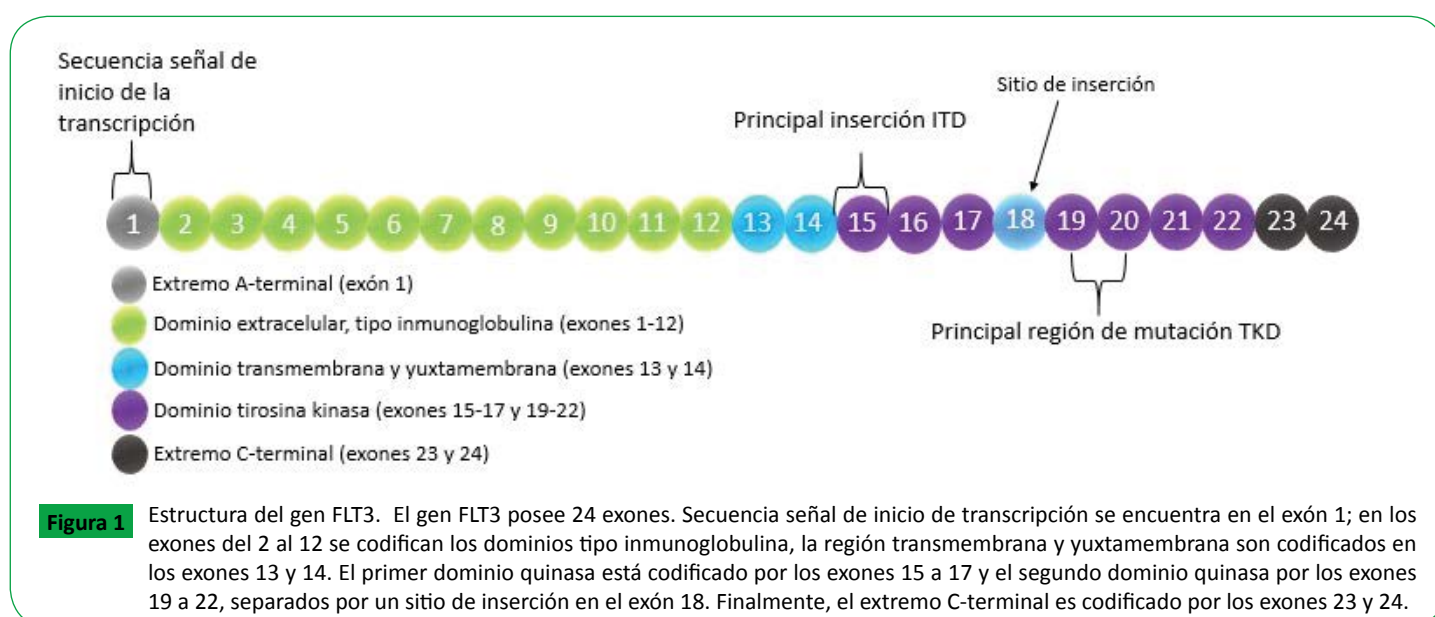 Secuencia señal de
inicio de la
transcripción
Sitio de inserción
Principal inserción ITD
1 2 3 4 5 6 7 8 9 10 11 12 13 14 15 16 17 18 19 20 21 22 23 24
Extremo A-terminal (exón 1)
Dominio extracelular, tipo inmunoglobulina (exones 1-12)
Principal región de mutación TKD
Dominio transmembrana y yuxtamembrana (exones 13 y 14)
Dominio tirosina kinasa (exones 15-17 y 19-22)
Extremo C-terminal (exones 23 y 24)
Figura 1 Estructura del gen FLT3. El gen FLT3 posee 24 exones. Secuencia señal de inicio de transcripción se encuentra en el exón 1; en los
exones del 2 al 12 se codifican los dominios tipo inmunoglobulina, la región transmembrana y yuxtamembrana son codificados en
los exones 13 y 14. El primer dominio quinasa está codificado por los exones 15 a 17 y el segundo dominio quinasa por los exones
19 a 22, separados por un sitio de inserción en el exón 18. Finalmente, el extremo C-terminal es codificado por los exones 23 y 24.